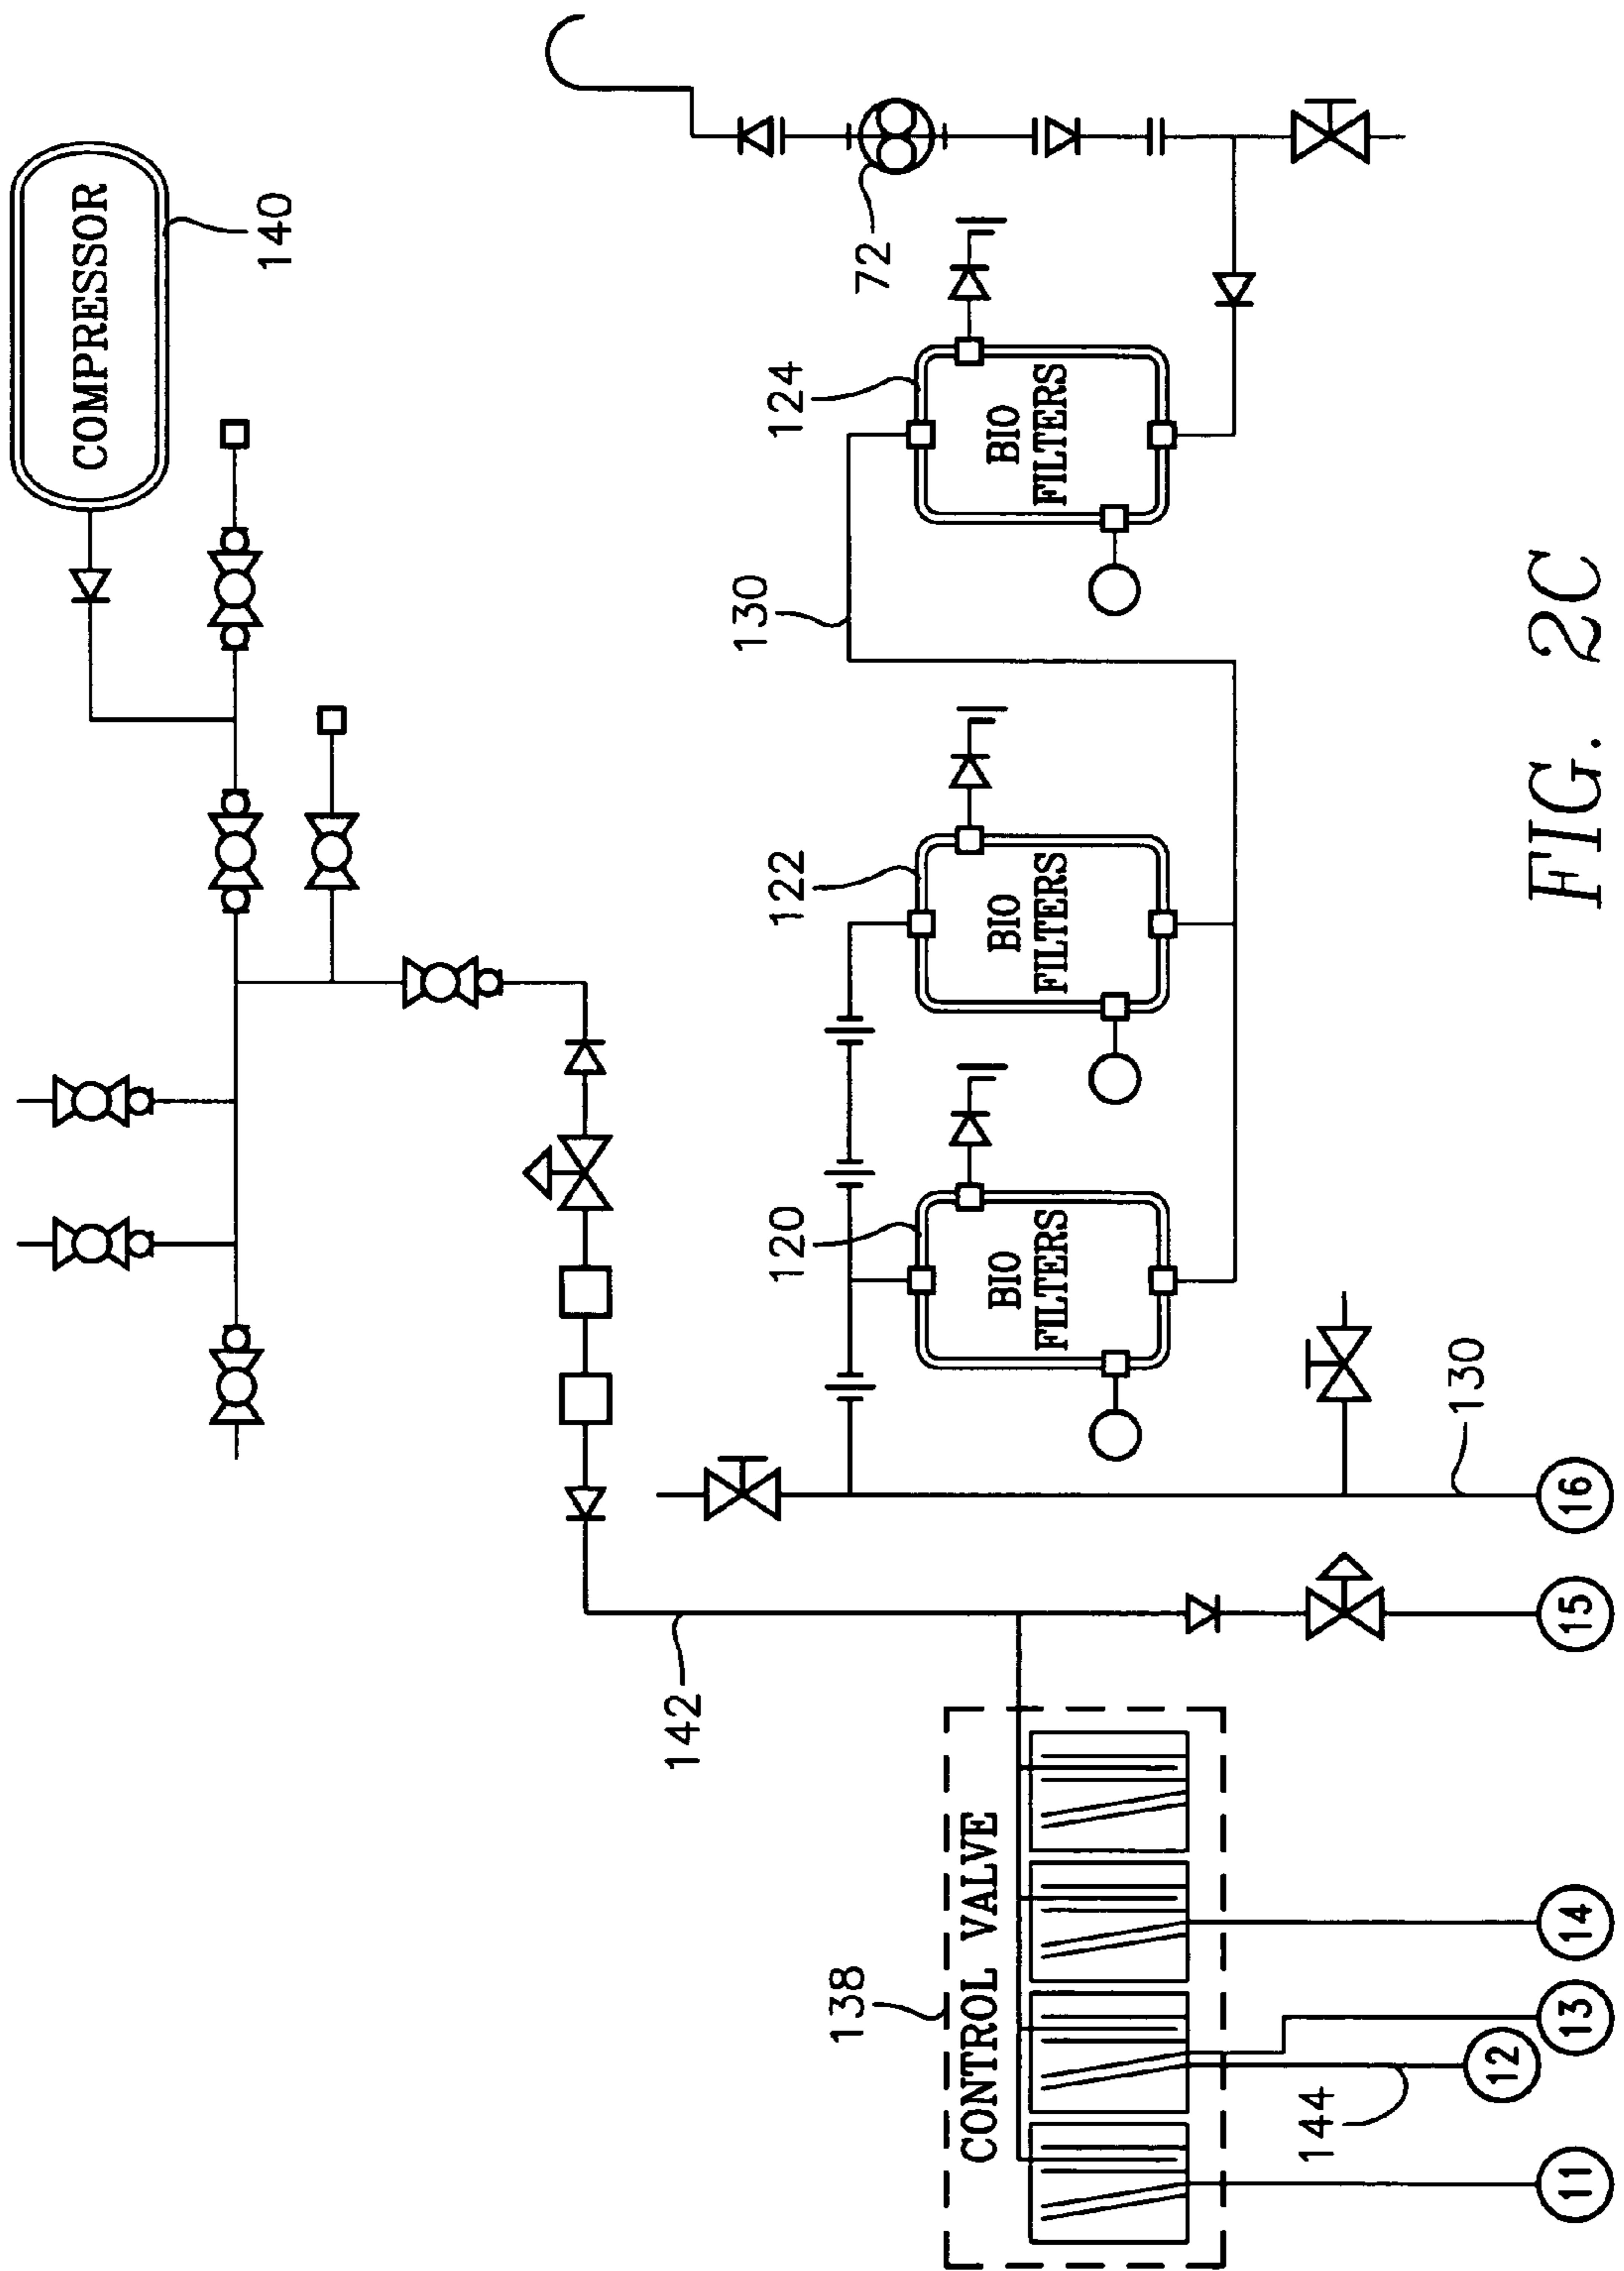 COMPRESSOR
140
72
124
BIO
FILTERS
130
122
BIO
FILTERS
120
BIO
FILTERS
130
142
138
CONTROL VALVE
144
11
12
13
14
15
16
FIG. 2C